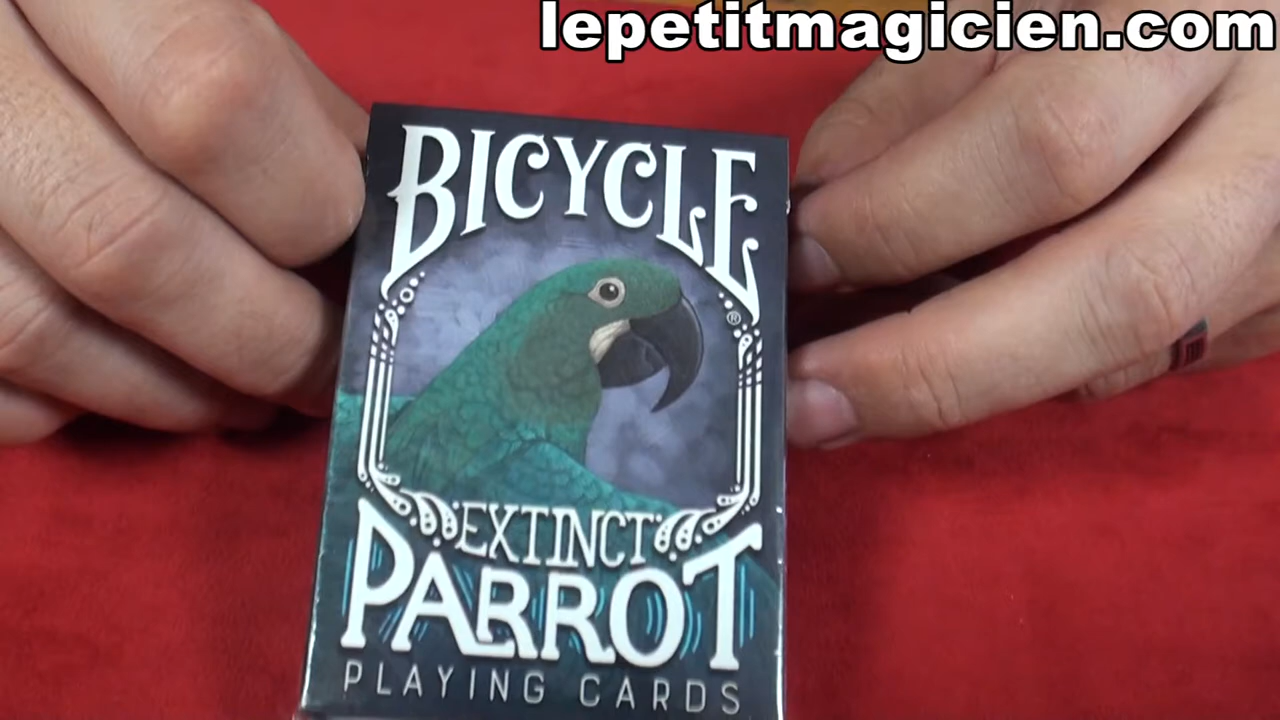 lepetitmagicien.com
BICYCLE
®
EXTINCT
PARROT
PLAYING CARDS